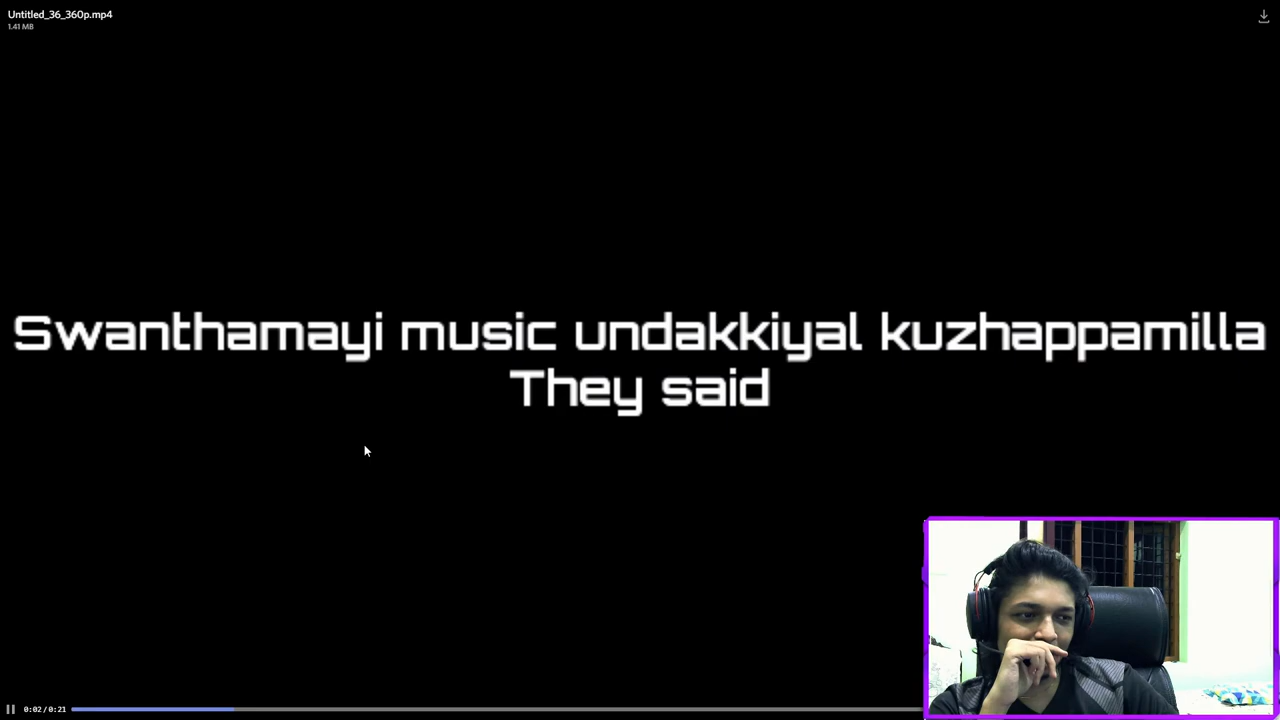 Untitled_36_360p.mp4
1.41 MB
Swanthamayi music undakkiyal kuzhappamilla
They said
0:02/0:21